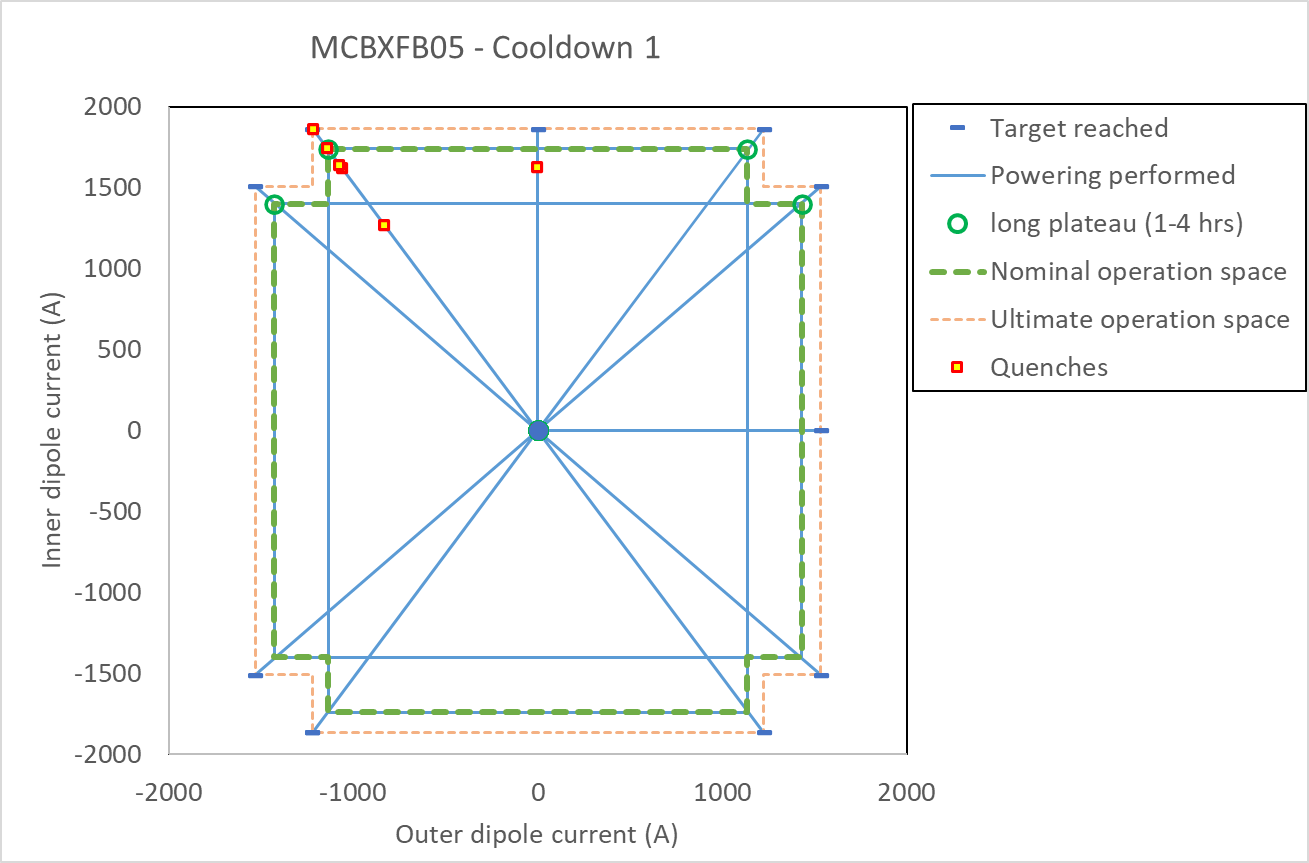 MCBXFB05 - Cooldown 1
2000
1500
1000
500
0
-500
-1000
-1500
-2000
-2000
-1000
0
1000
2000
Inner dipole current (A)
Outer dipole current (A)
Target reached
Powering performed
long plateau (1-4 hrs)
Nominal operation space
Ultimate operation space
Quenches